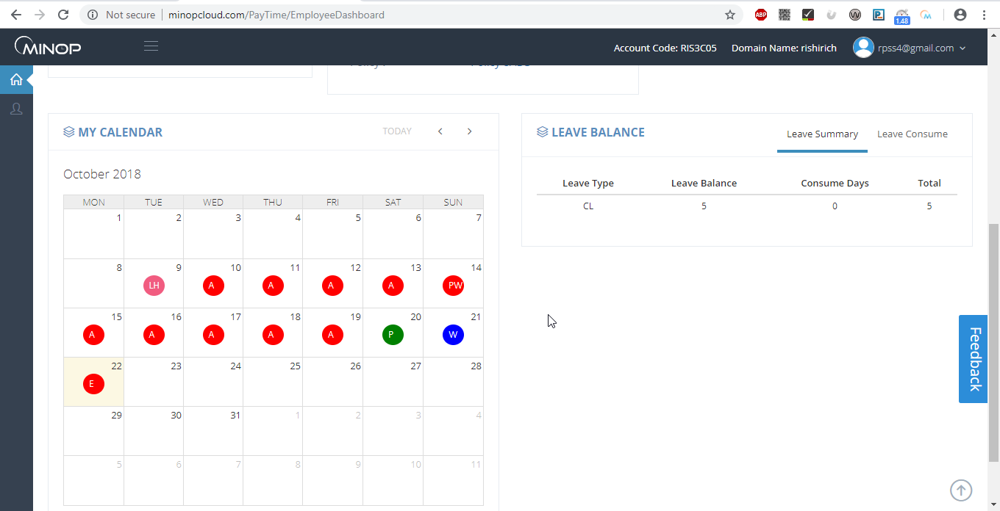 Not secure | minopcloud.com/PayTime/EmployeeDashboard
ABP
1.48
MINOP
Account Code: RIS3C05 Domain Name: rishirich rpss4@gmail.com
MY CALENDAR TODAY < >
LEAVE BALANCE Leave Summary Leave Consume
October 2018
Leave Type Leave Balance Consume Days Total
CL 5 0 5
MON TUE WED THU FRI SAT SUN
1 2 3 4 5 6 7
8 9 10 11 12 13 14
LH A A A A PW
15 16 17 18 19 20 21
A A A A A P W
22 23 24 25 26 27 28
E
29 30 31 1 2 3 4
5 6 7 8 9 10 11
Feedback